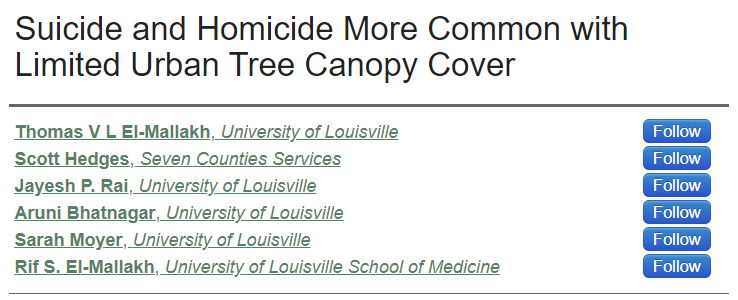 Suicide and Homicide More Common with
Limited Urban Tree Canopy Cover
Thomas V L El-Mallakh, University of Louisville Follow
Scott Hedges, Seven Counties Services Follow
Jayesh P. Rai, University of Louisville Follow
Aruni Bhatnagar, University of Louisville Follow
Sarah Moyer, University of Louisville Follow
Rif S. El-Mallakh, University of Louisville School of Medicine Follow